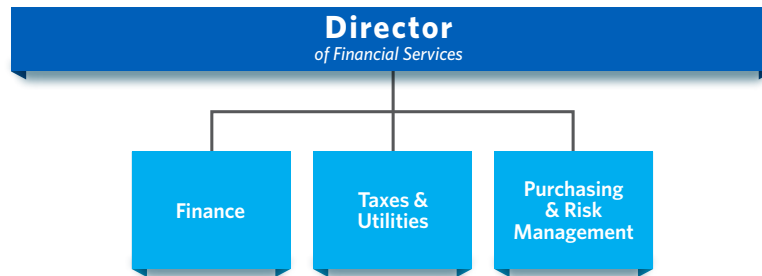 Director
of Financial Services
Finance
Taxes &
Utilities
Purchasing
& Risk
Management